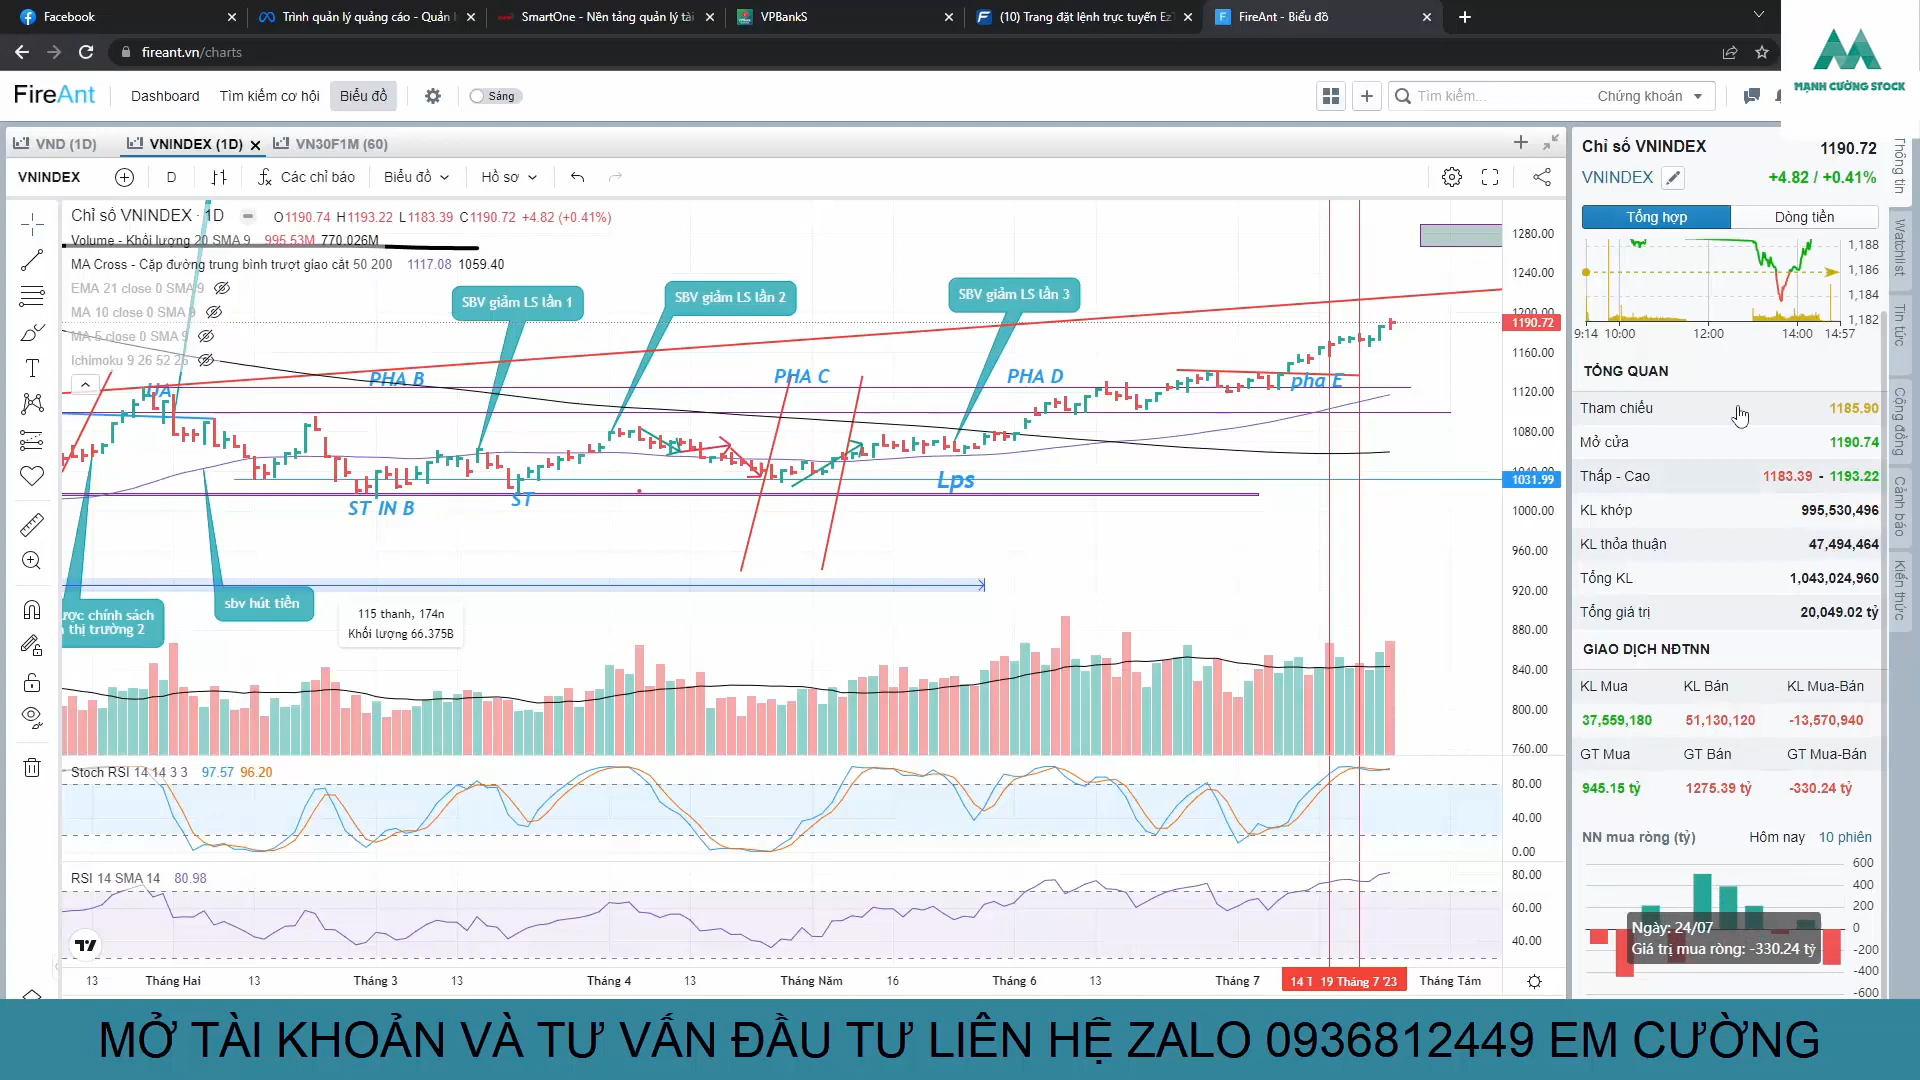 Facebook
Trình quản lý quảng cáo - Quản l
SmartOne - Nền tảng quản lý tài
VPBankS
(10) Trang đặt lệnh trực tuyến Ez
FireAnt - Biểu đồ
fireant.vn/charts
MẠNH CƯỜNG STOCK
FireAnt
Dashboard
Tìm kiếm cơ hội
Biểu đồ
Sáng
Tìm kiếm...
Chứng khoán
VND (1D)
VNINDEX (1D)
VN30F1M (60)
VNINDEX
D
Các chỉ báo
Biểu đồ
Hồ sơ
Chỉ số VNINDEX · 1D
O1190.74 H1193.22 L1183.39 C1190.72 +4.82 (+0.41%)
Volume - Khối lượng 20 SMA 9 995.53M 770.026M
MA Cross - Cặp đường trung bình trượt giao cắt 50 200 1117.08 1059.40
EMA 21 close 0 SMA 9
MA 10 close 0 SMA 9
MA 5 close 0 SMA 9
Ichimoku 9 26 52 26
SBV giảm LS lần 1
SBV giảm LS lần 2
SBV giảm LS lần 3
PHA B
PHA C
PHA D
pha E
ST IN B
ST
Lps
ược chính sách
thị trường 2
sbv hút tiền
115 thanh, 174n
Khối lượng 66.375B
1280.00
1240.00
1200.00
1190.72
1160.00
1120.00
1080.00
1040.00
1031.99
1000.00
960.00
920.00
880.00
840.00
800.00
760.00
Stoch RSI 14 14 3 3 97.57 96.20
80.00
40.00
0.00
RSI 14 SMA 14 80.98
80.00
60.00
40.00
13
Tháng Hai
13
Tháng 3
13
Tháng 4
13
Tháng Năm
16
Tháng 6
13
Tháng 7
14 T
19 Tháng 7 '23
Tháng Tám
Chỉ số VNINDEX
1190.72
VNINDEX
+4.82 / +0.41%
Tổng hợp
Dòng tiền
1,188
1,186
1,184
1,182
9:14 10:00 12:00 14:00 14:57
TỔNG QUAN
Tham chiếu 1185.90
Mở cửa 1190.74
Thấp - Cao 1183.39 - 1193.22
KL khớp 995,530,496
KL thỏa thuận 47,494,464
Tổng KL 1,043,024,960
Tổng giá trị 20,049.02 tỷ
GIAO DỊCH NĐTNN
KL Mua KL Bán KL Mua-Bán
37,559,180 51,130,120 -13,570,940
GT Mua GT Bán GT Mua-Bán
945.15 tỷ 1275.39 tỷ -330.24 tỷ
NN mua ròng (tỷ)
Hôm nay
10 phiên
600
400
200
0
-200
-400
-600
Ngày: 24/07
Giá trị mua ròng: -330.24 tỷ
Thông tin
Watchlist
Tin tức
Cộng đồng
Cảnh báo
Kiến thức
MỞ TÀI KHOẢN VÀ TƯ VẤN ĐẦU TƯ LIÊN HỆ ZALO 0936812449 EM CƯỜNG